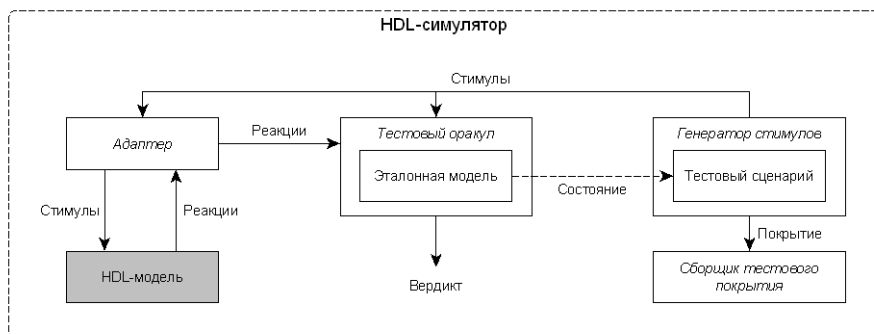 HDL-симулятор
Стимулы
Адаптер
Реакции
Тестовый оракул
Эталонная модель
Состояние
Генератор стимулов
Тестовый сценарий
Стимулы
Реакции
HDL-модель
Вердикт
Покрытие
Сборщик тестового
покрытия